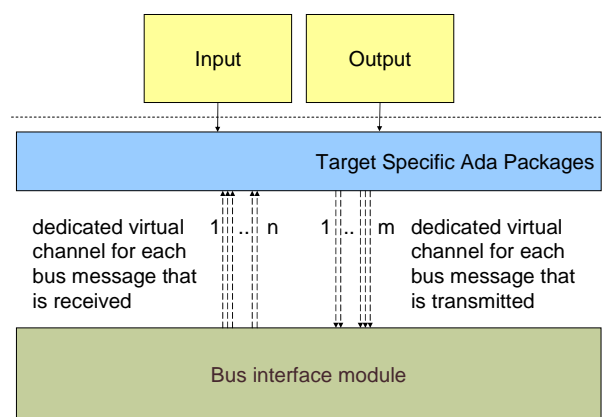 Input
Output
Target Specific Ada Packages
dedicated virtual
channel for each
bus message that
is received
1 .. n
1 .. m
dedicated virtual
channel for each
bus message that
is transmitted
Bus interface module